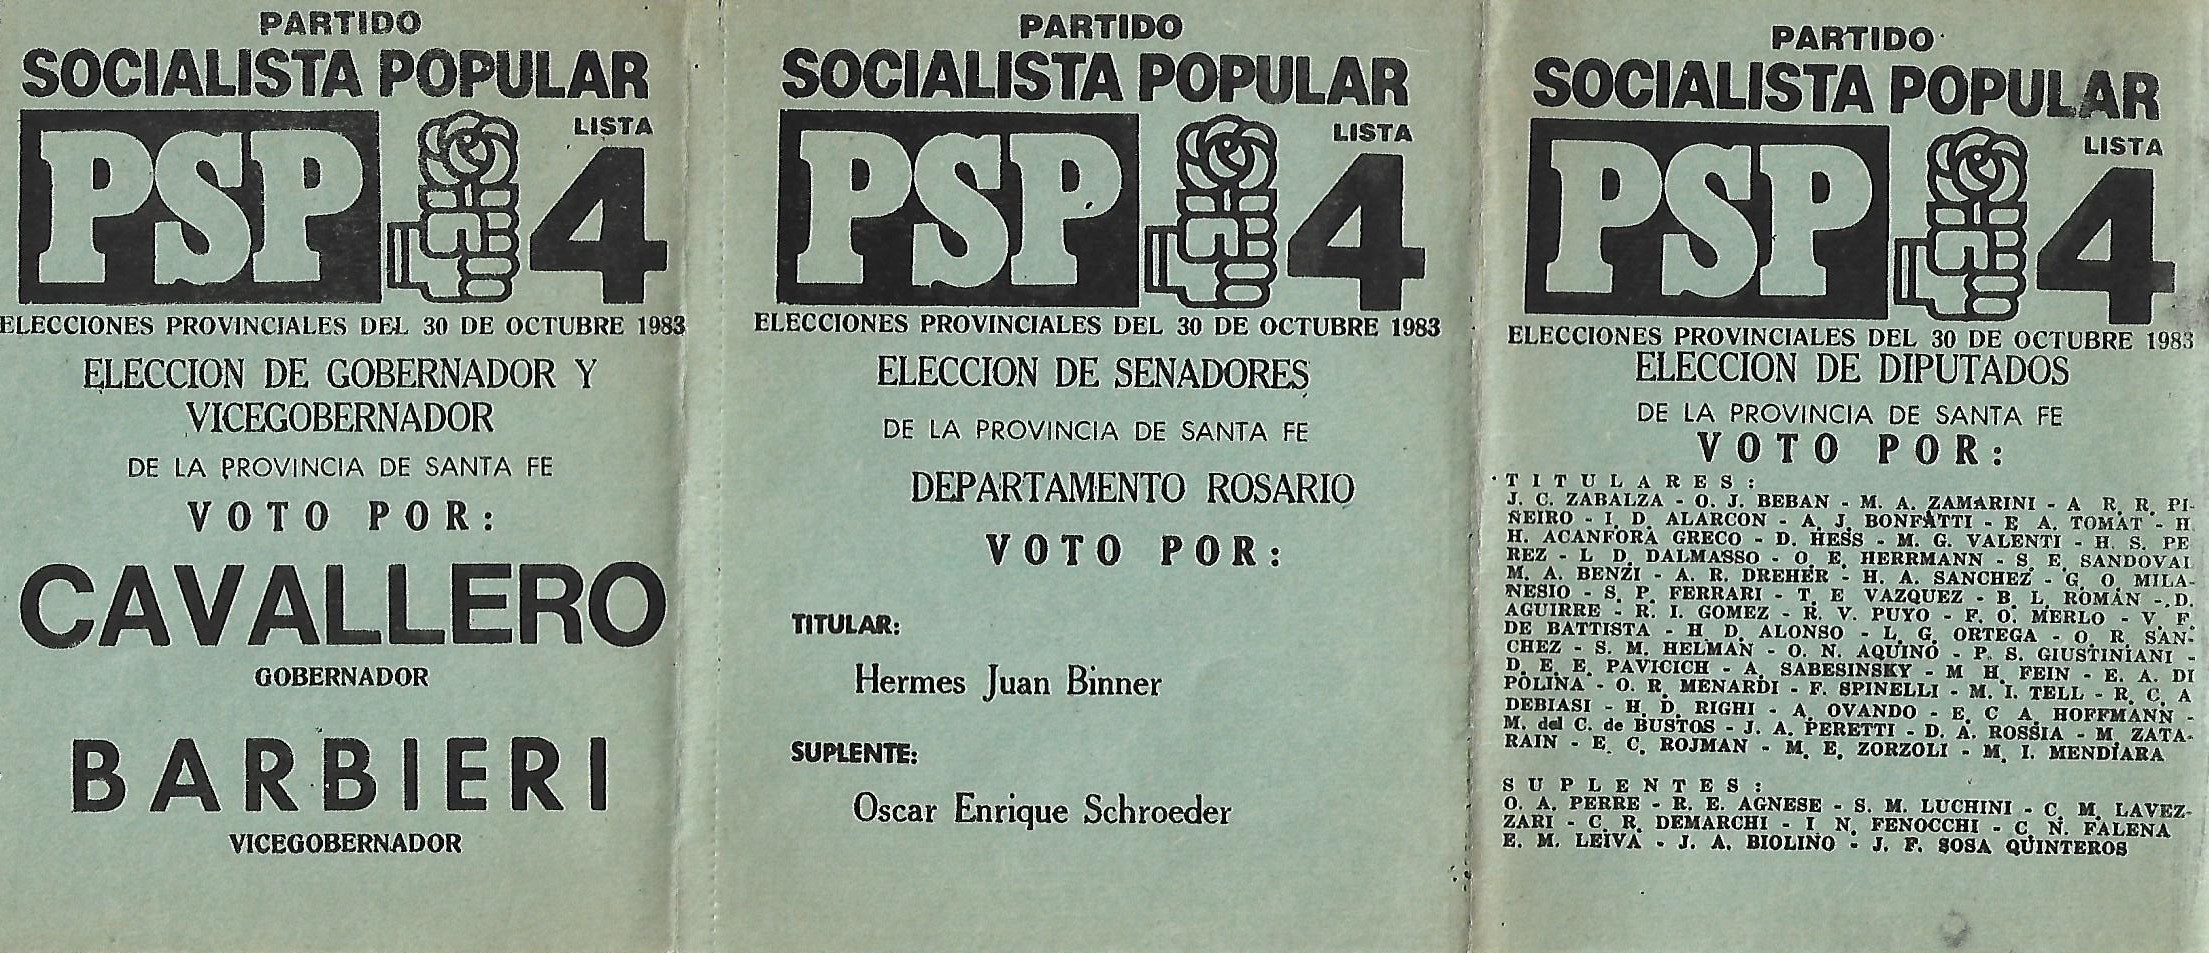 PARTIDO
SOCIALISTA POPULAR
PSP
LISTA
4
ELECCIONES PROVINCIALES DEL 30 DE OCTUBRE 1983
ELECCION DE GOBERNADOR Y
VICEGOBERNADOR
DE LA PROVINCIA DE SANTA FE
VOTO POR:
CAVALLERO
GOBERNADOR
BARBIERI
VICEGOBERNADOR
PARTIDO
SOCIALISTA POPULAR
PSP
LISTA
4
ELECCIONES PROVINCIALES DEL 30 DE OCTUBRE 1983
ELECCION DE SENADORES
DE LA PROVINCIA DE SANTA FE
DEPARTAMENTO ROSARIO
VOTO POR:
TITULAR:
Hermes Juan Binner
SUPLENTE:
Oscar Enrique Schroeder
PARTIDO
SOCIALISTA POPULAR
PSP
LISTA
4
ELECCIONES PROVINCIALES DEL 30 DE OCTUBRE 1983
ELECCION DE DIPUTADOS
DE LA PROVINCIA DE SANTA FE
VOTO POR:
TITULARES:
J. C. ZABALZA - O. J. BEBAN - M. A. ZAMARINI - A R. R. PI-
ÑEIRO - I. D. ALARCON - A. J. BONFATTI - E A. TOMAT - H.
H. ACANFORA GRECO - D. HESS - M. G. VALENTI - H. S. PE
REZ - L D. DALMASSO - O. E. HERRMANN - S. E. SANDOVAL
M. A. BENZI - A. R. DREHER - H. A. SANCHEZ - G. O. MILA-
NESIO - S. P. FERRARI - T. E VAZQUEZ - B. L. ROMAN - D.
AGUIRRE - R. I. GOMEZ - R. V. PUYO - F. O. MERLO - V. F.
DE BATTISTA - H. D. ALONSO - L. G. ORTEGA - O. R. SAN-
CHEZ - S. M. HELMAN - O. N. AQUINO - P. S. GIUSTINIANI -
D. E. E. PAVICICH - A. SABESINSKY - M H. FEIN - E. A. DI
POLINA - O. R. MENARDI - F. SPINELLI - M. I. TELL - R. C. A
DEBIASI - H. D. RIGHI - A. OVANDO - E. C A. HOFFMANN -
M. del C. de BUSTOS - J. A. PERETTI - D. A. ROSSIA - M. ZATA-
RAIN - E. C. ROJMAN - M. E. ZORZOLI - M. I. MENDIARA
SUPLENTES:
O. A. PERRE - R. E. AGNESE - S. M. LUCHINI - C. M. LAVEZ-
ZARI - C. R. DEMARCHI - I. N. FENOCCHI - C. N. FALENA
E. M. LEIVA - J. A. BIOLINO - J. F. SOSA QUINTEROS